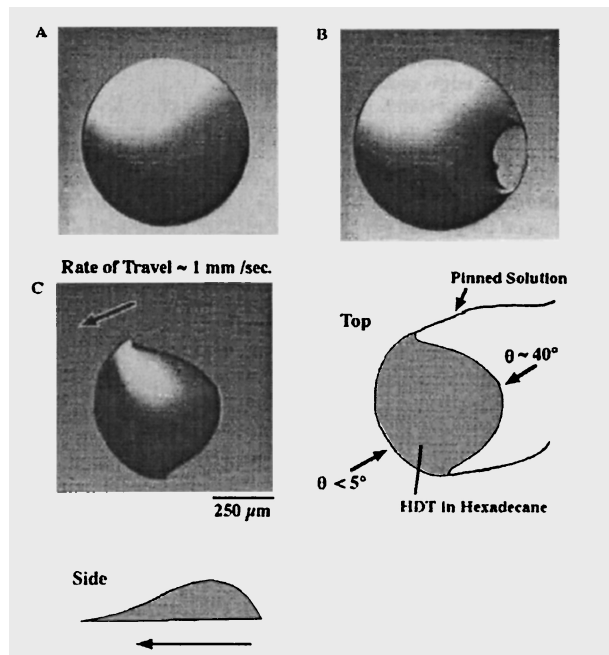 A
B
Rate of Travel ~ 1 mm /sec.
C
Pinned Solution
Top
θ ~ 40°
θ < 5°
HDT in Hexadecane
250 µm
Side